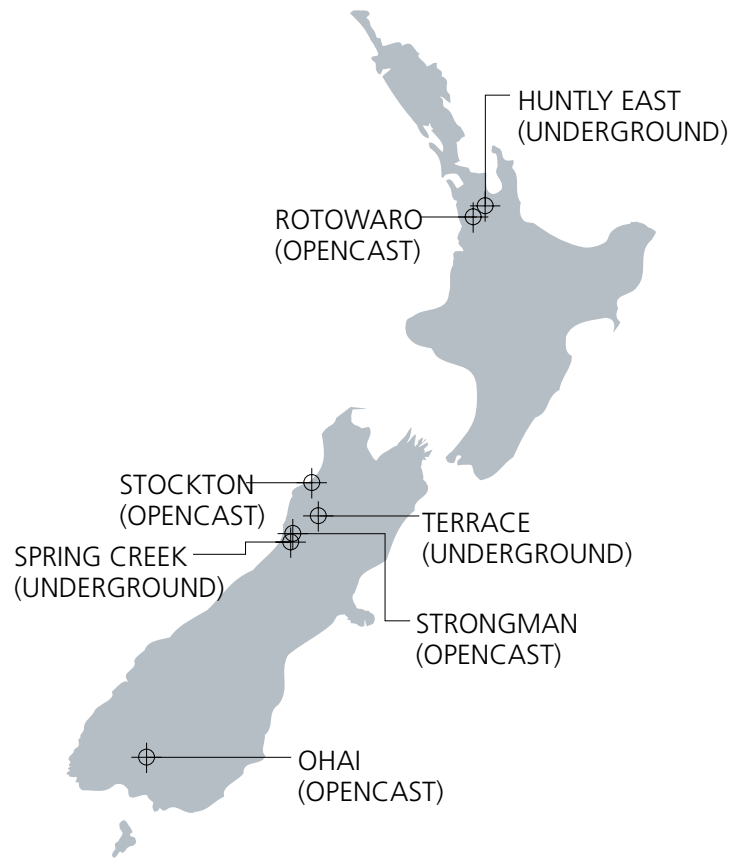 HUNTLY EAST
(UNDERGROUND)
ROTOWARO
(OPENCAST)
STOCKTON
(OPENCAST)
TERRACE
(UNDERGROUND)
SPRING CREEK
(UNDERGROUND)
STRONGMAN
(OPENCAST)
OHAI
(OPENCAST)